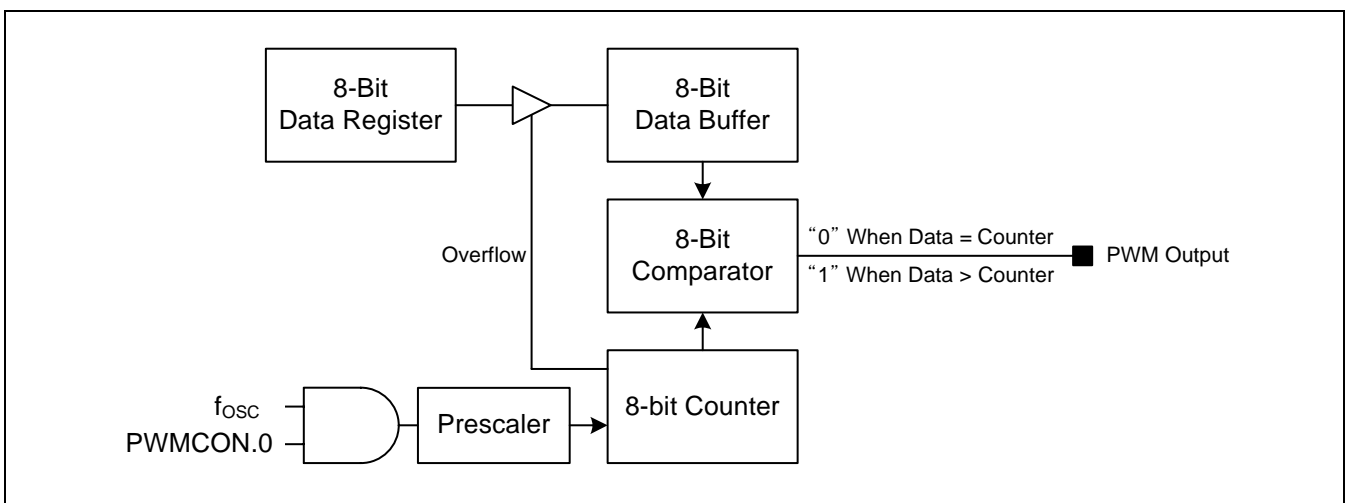 8-Bit
Data Register
8-Bit
Data Buffer
Overflow
8-Bit
Comparator
“0” When Data = Counter
“1” When Data > Counter
PWM Output
fOSC
PWMCON.0
Prescaler
8-bit Counter